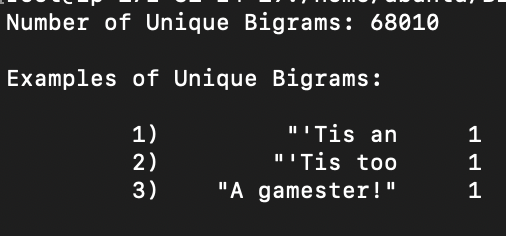 Number of Unique Bigrams: 68010
Examples of Unique Bigrams:
1) "'Tis an 1
2) "'Tis too 1
3) "A gamester!" 1